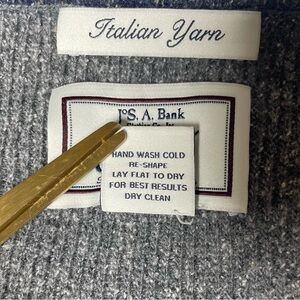 Italian Yarn
JoS. A. Bank
HAND WASH COLD
RE-SHAPE
LAY FLAT TO DRY
FOR BEST RESULTS
DRY CLEAN